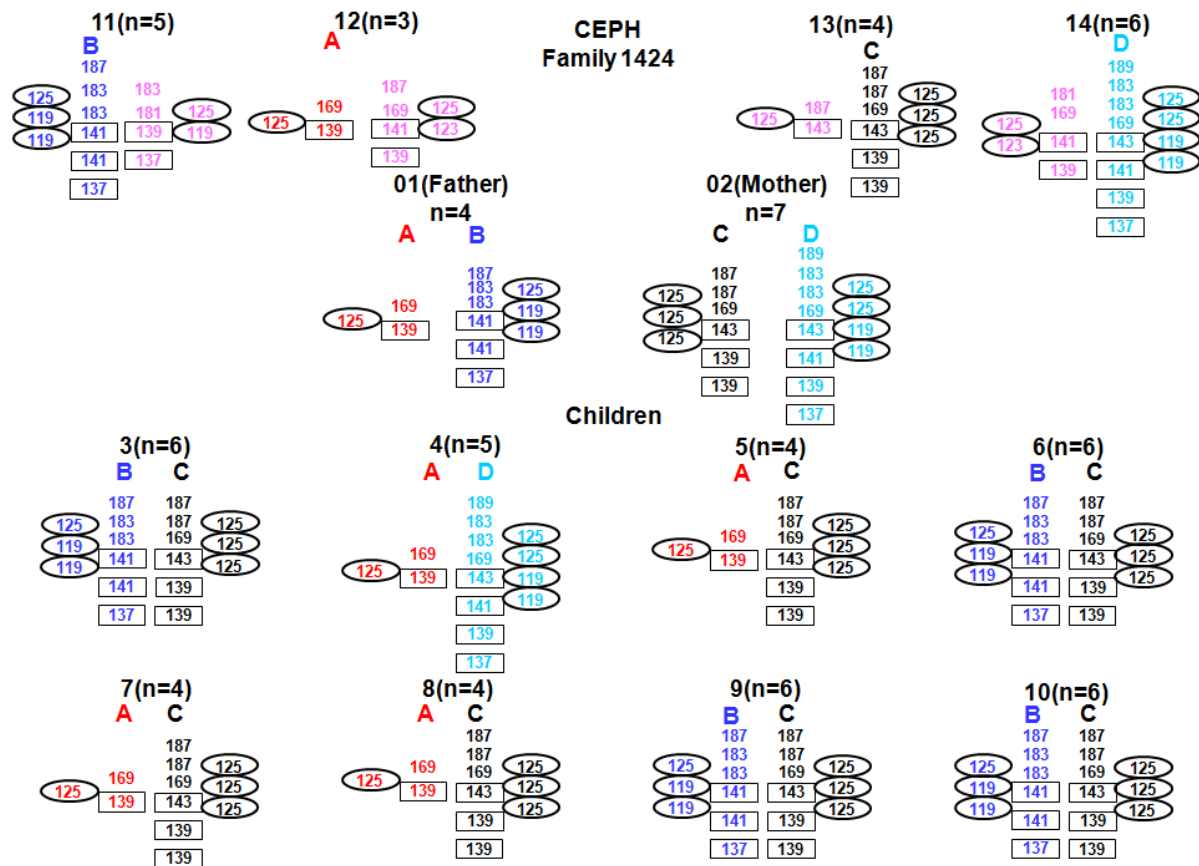 11(n=5)
B
187
125 183 183
119 183 181 125
119 141 139 119
141 137
137
12(n=3)
A
187
169 169 125
125 139 141 123
139
CEPH
Family 1424
13(n=4)
C
187
187 125
125 187 169 125
143 143 125
139
139
14(n=6)
D
189
183
181 183 125
125 169 169 125
123 141 143 119
139 141 119
139
137
01(Father)
n=4
A B
187
183 125
169 183 119
125 139 141 119
141
137
02(Mother)
n=7
C D
189
187 183
125 187 183 125
125 169 169 125
125 143 143 119
139 141 119
139 139
137
Children
3(n=6)
B C
187 187
125 183 187 125
119 183 169 125
119 141 143 125
141 139
137 139
4(n=5)
A D
189
183
183 125
169 169 125
125 139 143 119
141 119
139
137
5(n=4)
A C
187
187 125
169 169 125
125 139 143 125
139
139
6(n=6)
B C
187 187
125 183 187 125
119 183 169 125
119 141 143 125
141 139
137 139
7(n=4)
A C
187
187 125
169 169 125
125 139 143 125
139
139
8(n=4)
A C
187
187 125
169 169 125
125 139 143 125
139
139
9(n=6)
B C
187 187
125 183 187 125
119 183 169 125
119 141 143 125
141 139
137 139
10(n=6)
B C
187 187
125 183 187 125
119 183 169 125
119 141 143 125
141 139
137 139